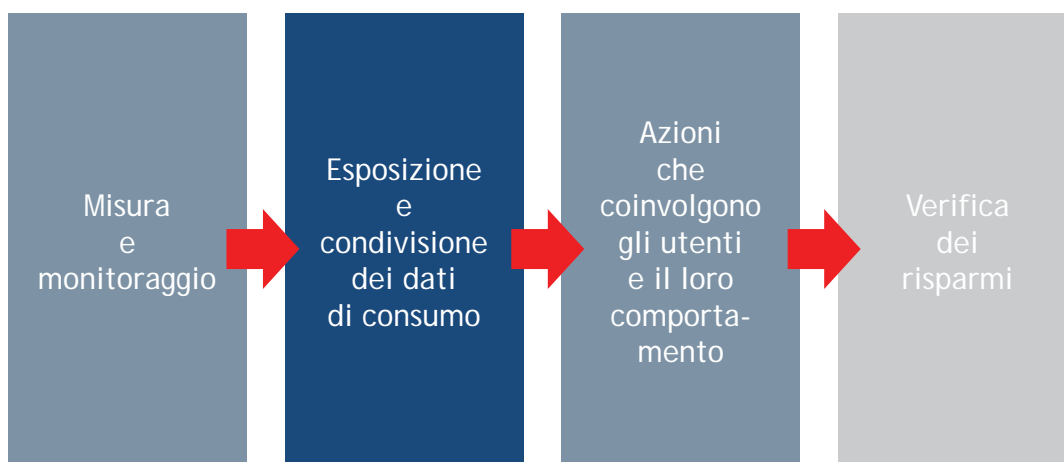 Misura
e
monitoraggio
Esposizione
e
condivisione
dei dati
di consumo
Azioni
che
coinvolgono
gli utenti
e il loro
comporta-
mento
Verifica
dei
risparmi